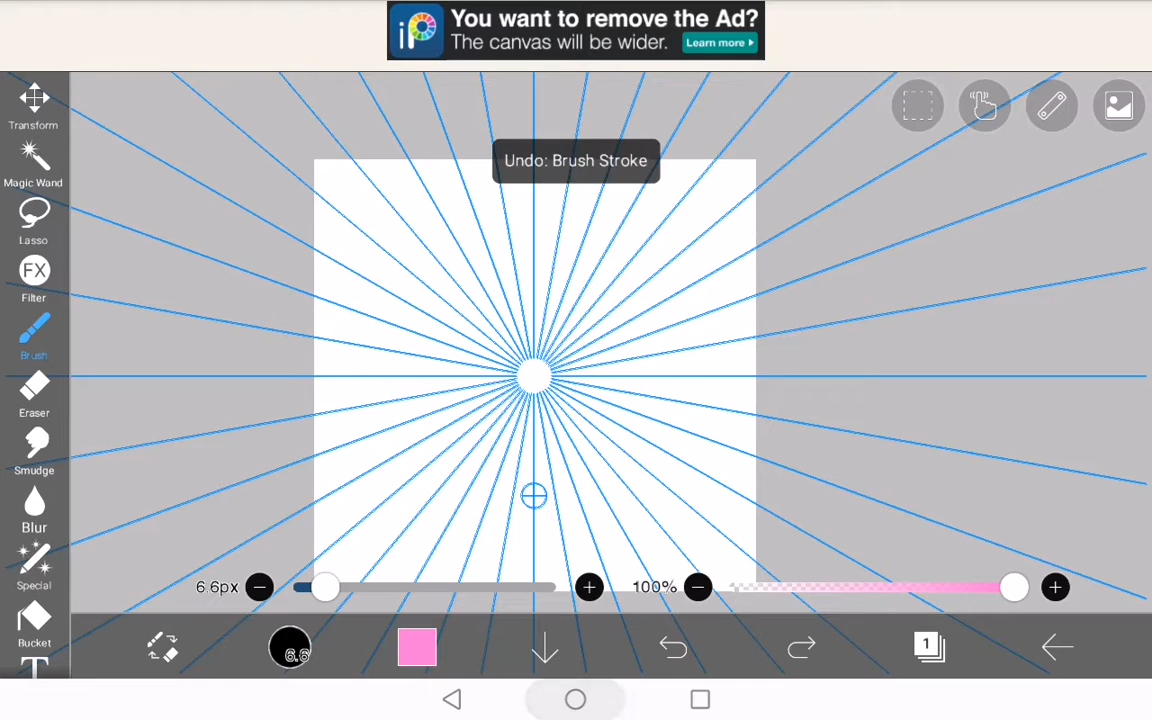 iP
You want to remove the Ad?
The canvas will be wider.
Learn more
Transform
Undo: Brush Stroke
Magic Wand
Lasso
FX
Filter
Brush
Eraser
Smudge
Blur
Special
6.6px
100%
Bucket
6.6
1
T